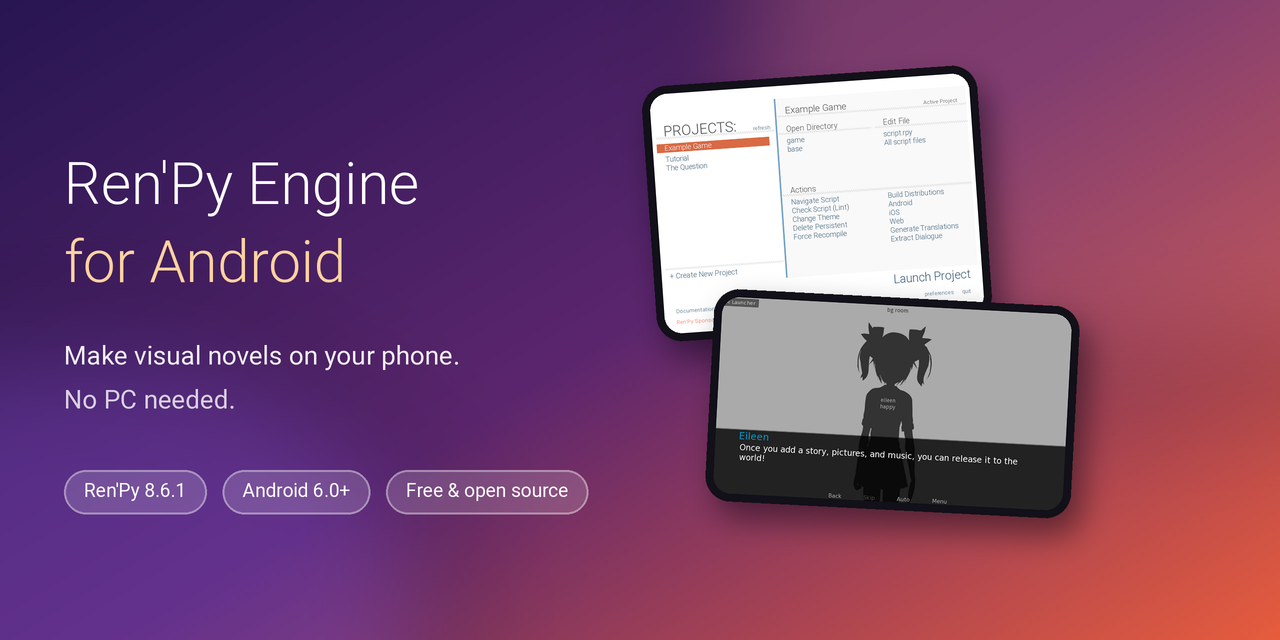 Ren'Py Engine
for Android
Make visual novels on your phone.
No PC needed.
Ren'Py 8.6.1
Android 6.0+
Free & open source
PROJECTS:
refresh
Example Game
Tutorial
The Question
+ Create New Project
Documentation
Ren'Py Sponsors
Example Game
Active Project
Open Directory
game
base
Edit File
script.rpy
All script files
Actions
Navigate Script
Check Script (Lint)
Change Theme
Delete Persistent
Force Recompile
Build Distributions
Android
iOS
Web
Generate Translations
Extract Dialogue
Launch Project
preferences
quit
Launcher
bg room
eileen
happy
Eileen
Once you add a story, pictures, and music, you can release it to the
world!
Back
Skip
Auto
Menu